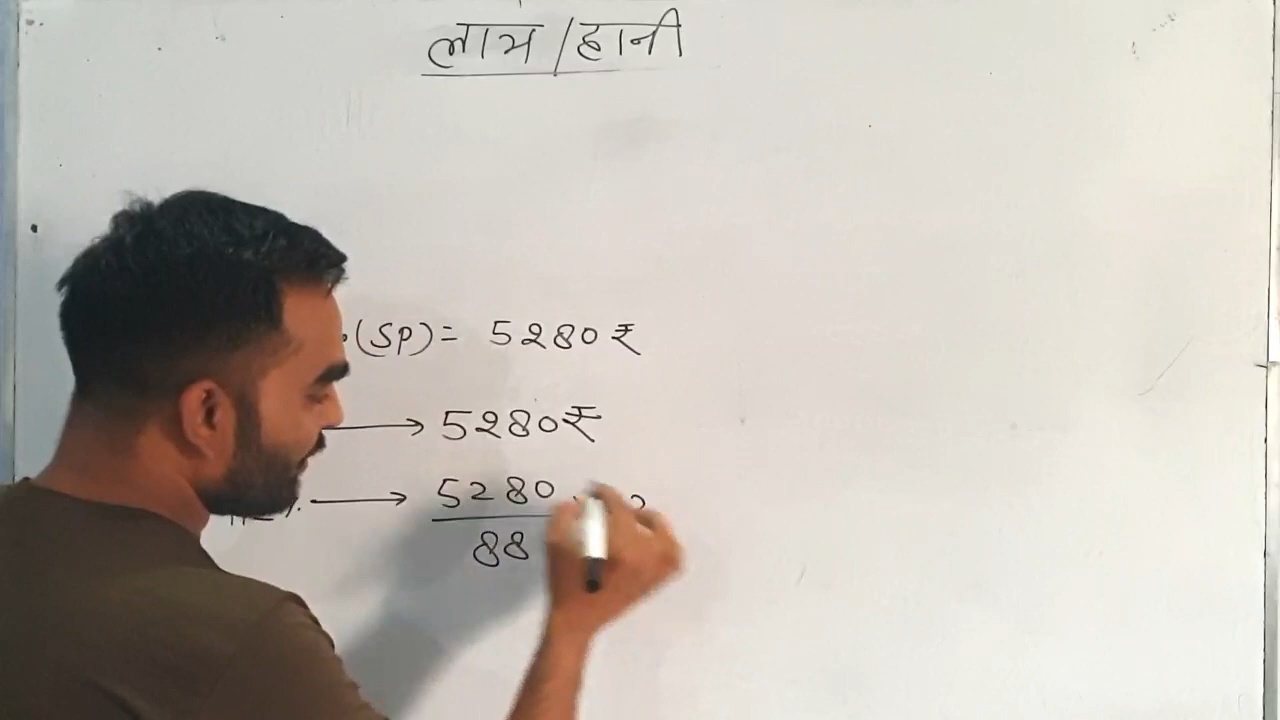 लाभ/हानी
(SP) = 5280₹
→ 5280₹
→ 5280
88